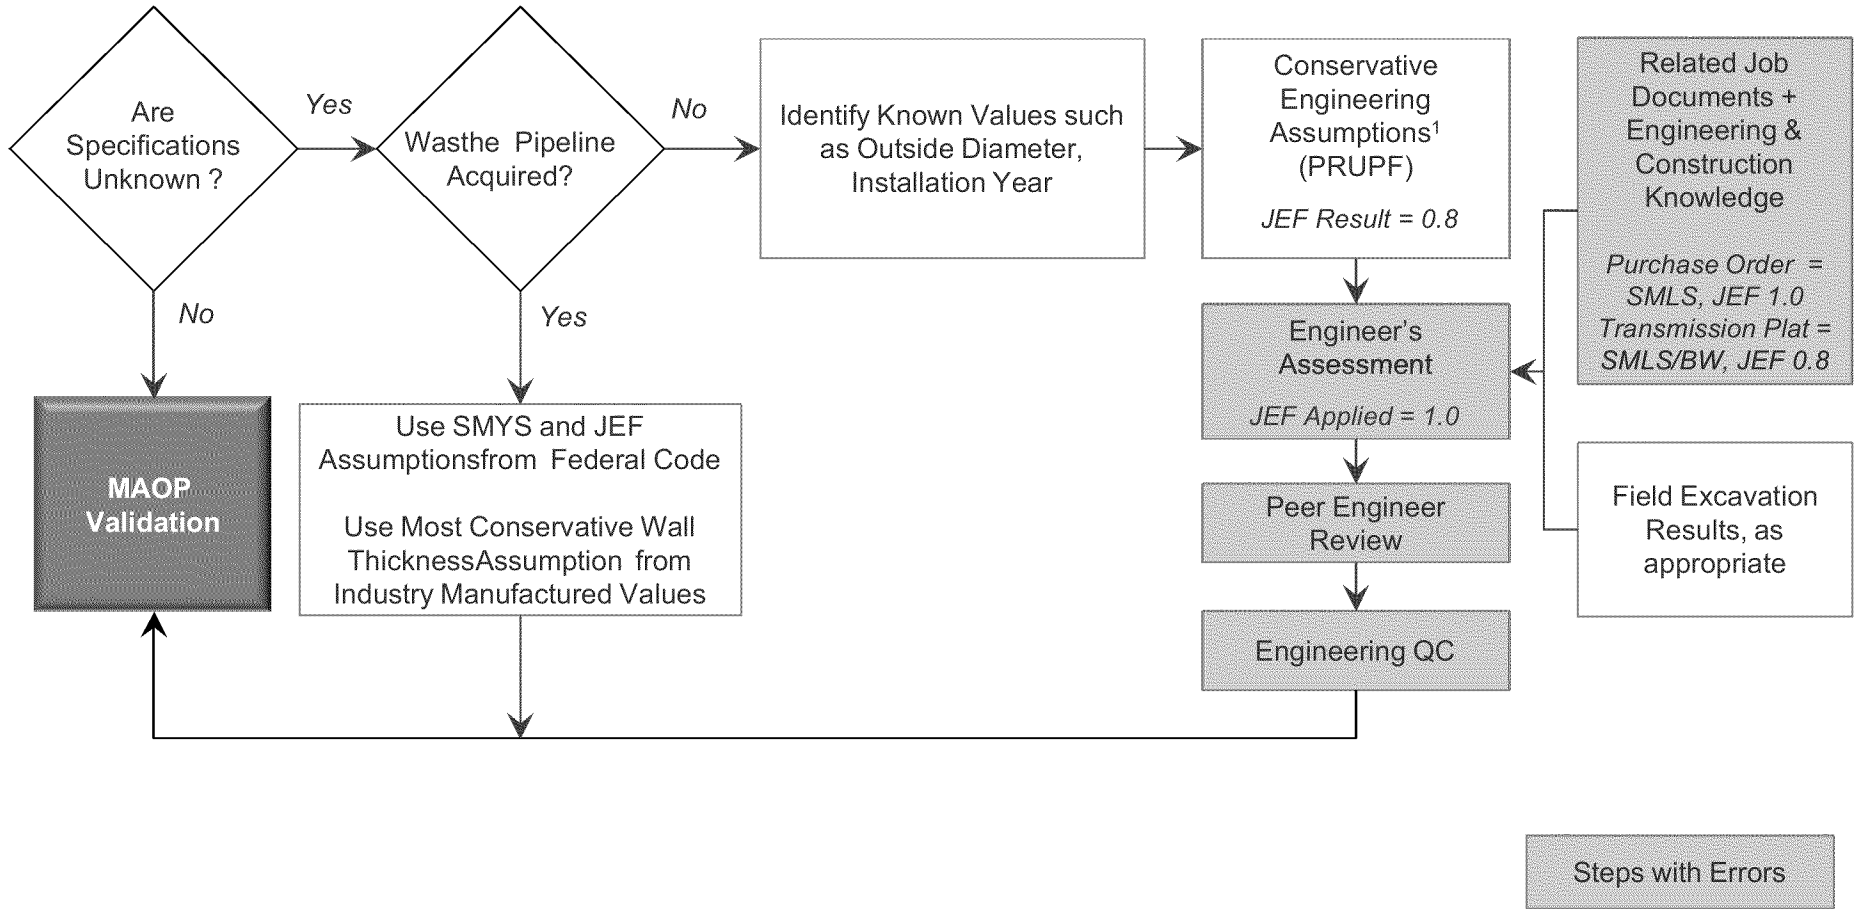 Are
Specifications
Unknown ?
Yes
No
Wasthe Pipeline
Acquired?
No
Yes
Identify Known Values such
as Outside Diameter,
Installation Year
Conservative
Engineering
Assumptions¹
(PRUPF)
JEF Result = 0.8
Related Job
Documents +
Engineering &
Construction
Knowledge
Purchase Order =
SMLS, JEF 1.0
Transmission Plat =
SMLS/BW, JEF 0.8
Engineer's
Assessment
JEF Applied = 1.0
MAOP
Validation
Use SMYS and JEF
Assumptionsfrom Federal Code
Use Most Conservative Wall
ThicknessAssumption from
Industry Manufactured Values
Peer Engineer
Review
Field Excavation
Results, as
appropriate
Engineering QC
Steps with Errors